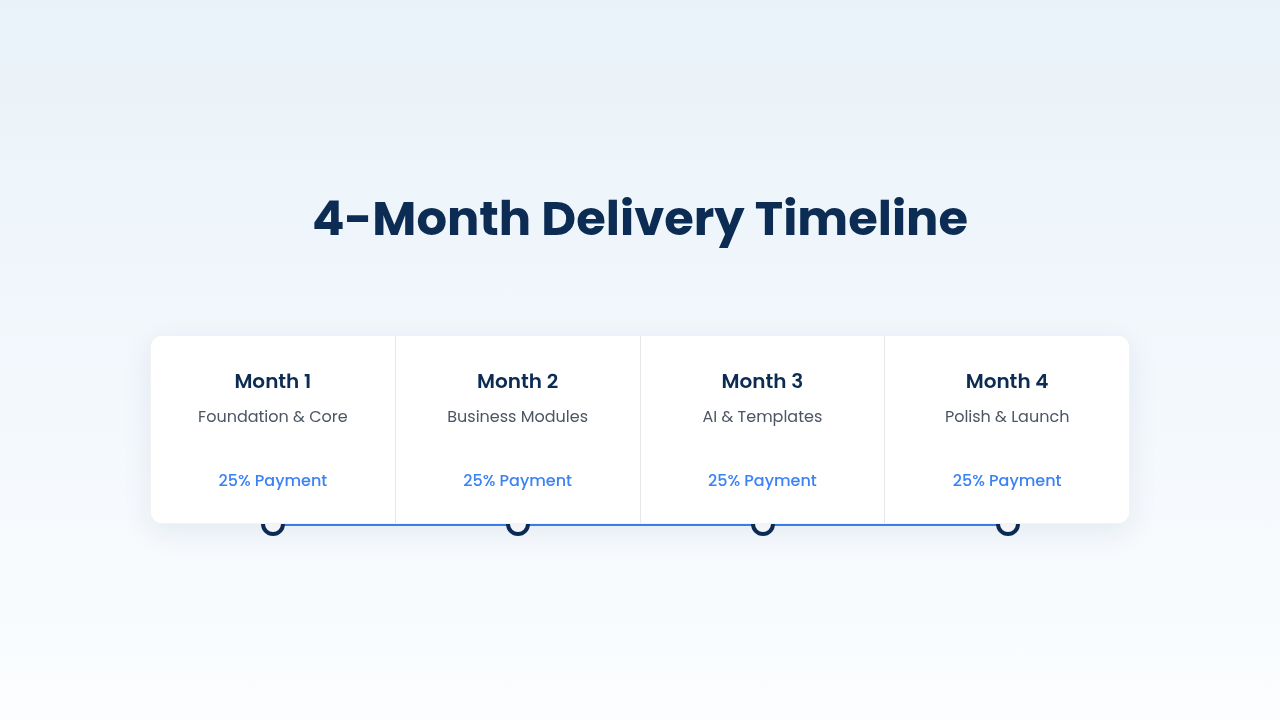 4-Month Delivery Timeline
Month 1
Foundation & Core
25% Payment
Month 2
Business Modules
25% Payment
Month 3
AI & Templates
25% Payment
Month 4
Polish & Launch
25% Payment